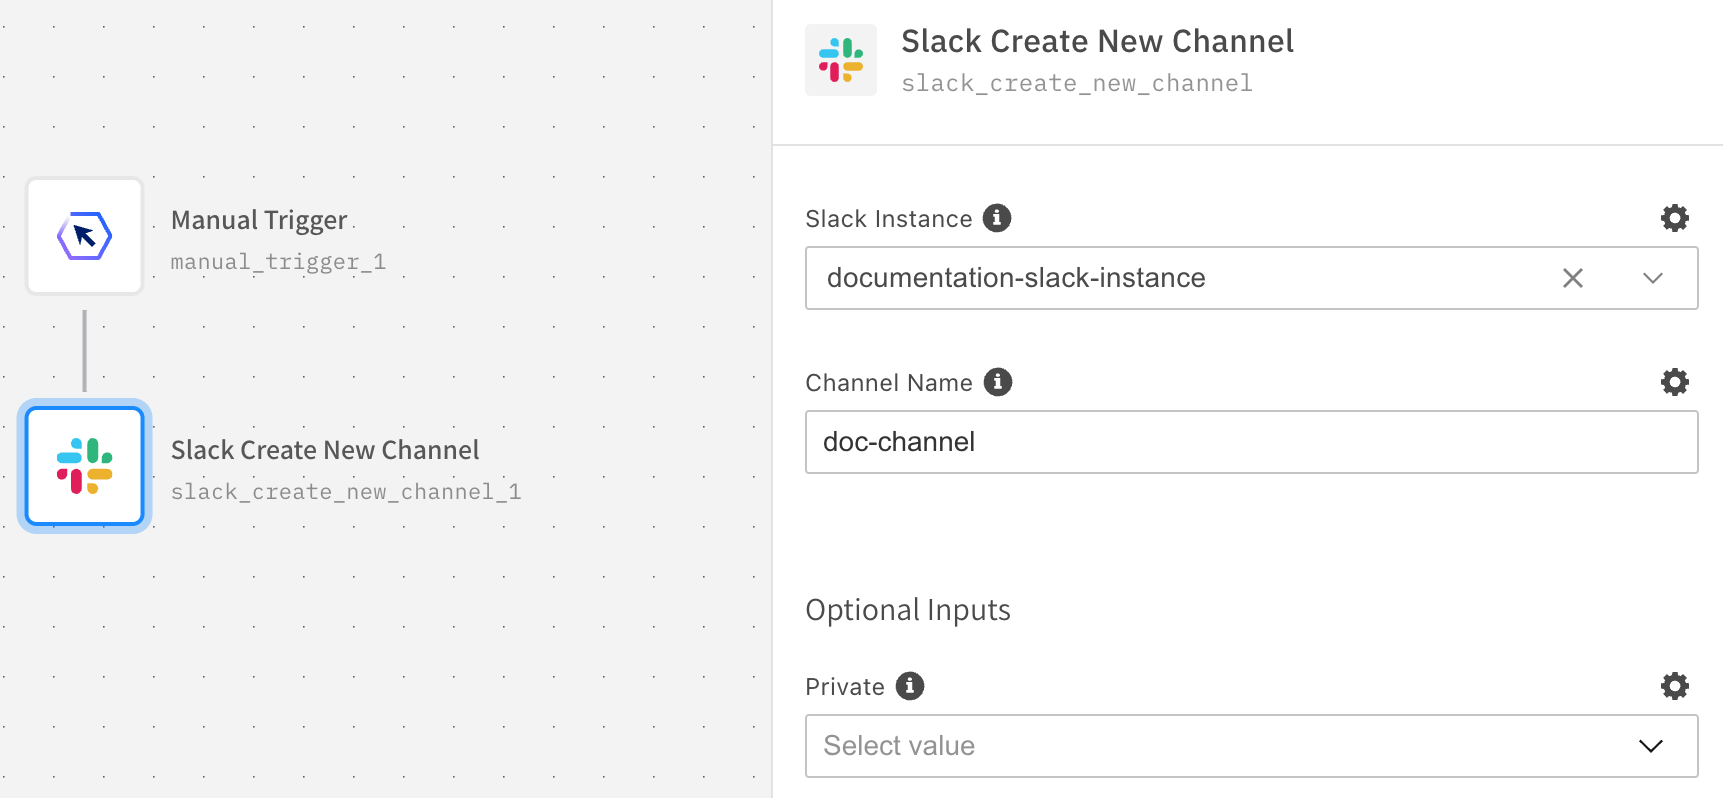 Manual Trigger
manual_trigger_1
Slack Create New Channel
slack_create_new_channel_1
Slack Create New Channel
slack_create_new_channel
Slack Instance
documentation-slack-instance
Channel Name
doc-channel
Optional Inputs
Private
Select value